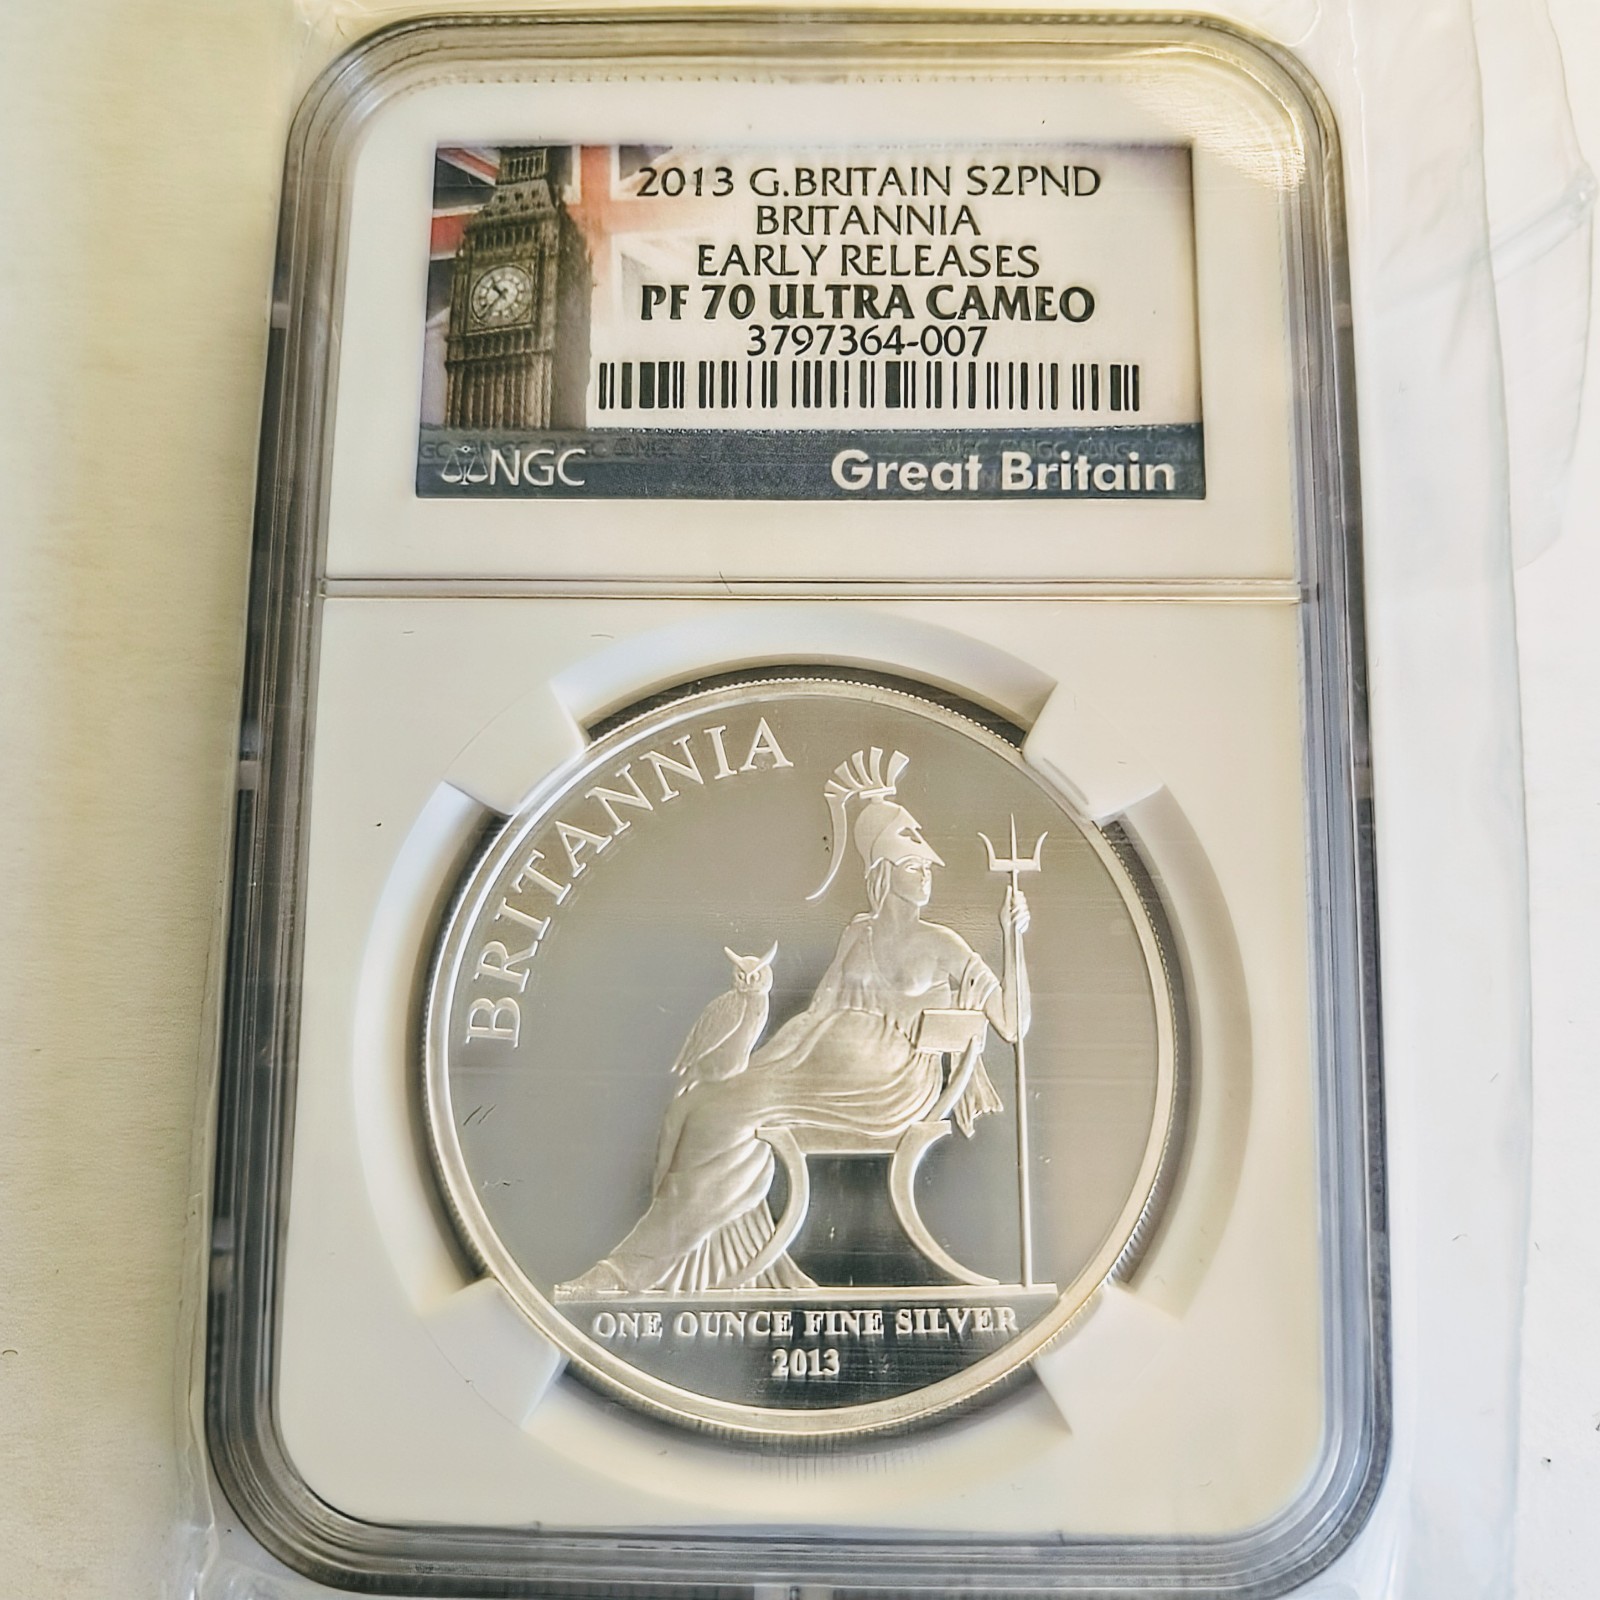 2013 G.BRITAIN S2PND
BRITANNIA
EARLY RELEASES
PF 70 ULTRA CAMEO
3797364-007
NGC
Great Britain
BRITANNIA
ONE OUNCE FINE SILVER
2013